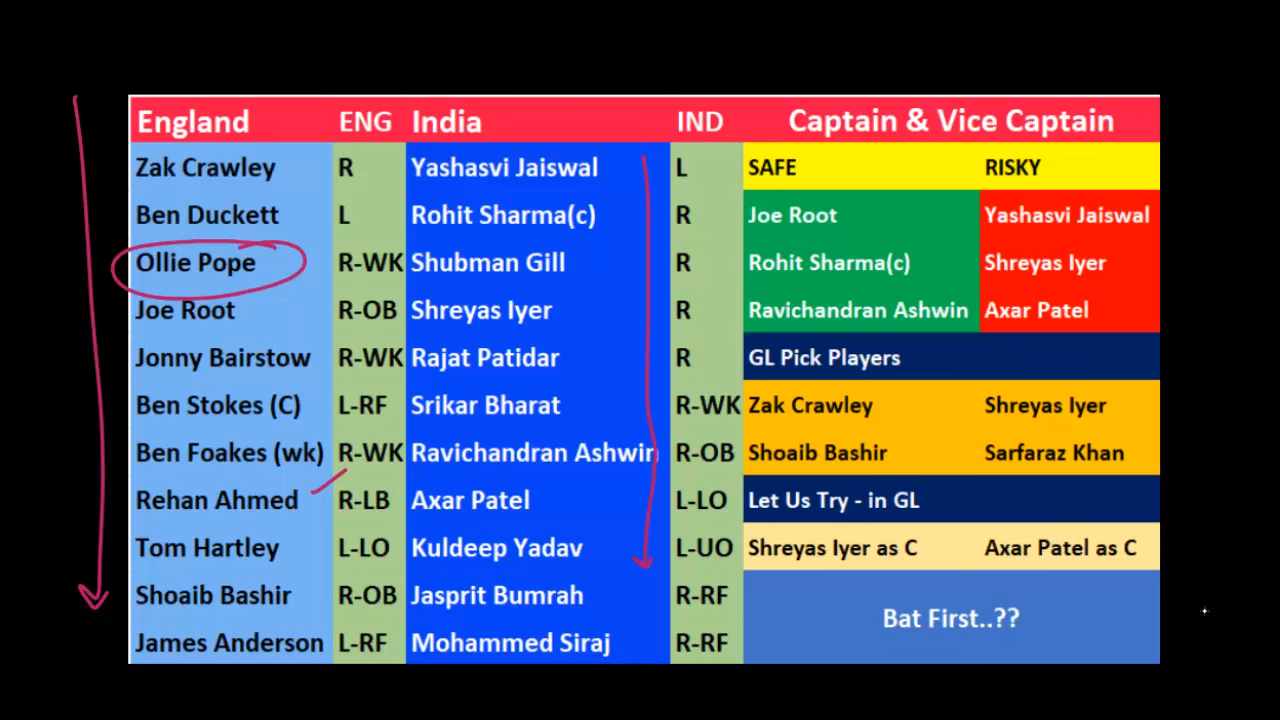 England ENG India IND Captain & Vice Captain
Zak Crawley R Yashasvi Jaiswal L SAFE RISKY
Ben Duckett L Rohit Sharma(c) R Joe Root Yashasvi Jaiswal
Ollie Pope R-WK Shubman Gill R Rohit Sharma(c) Shreyas Iyer
Joe Root R-OB Shreyas Iyer R Ravichandran Ashwin Axar Patel
Jonny Bairstow R-WK Rajat Patidar R GL Pick Players
Ben Stokes (C) L-RF Srikar Bharat R-WK Zak Crawley Shreyas Iyer
Ben Foakes (wk) R-WK Ravichandran Ashwin R-OB Shoaib Bashir Sarfaraz Khan
Rehan Ahmed R-LB Axar Patel L-LO Let Us Try - in GL
Tom Hartley L-LO Kuldeep Yadav L-UO Shreyas Iyer as C Axar Patel as C
Shoaib Bashir R-OB Jasprit Bumrah R-RF
Bat First..??
James Anderson L-RF Mohammed Siraj R-RF